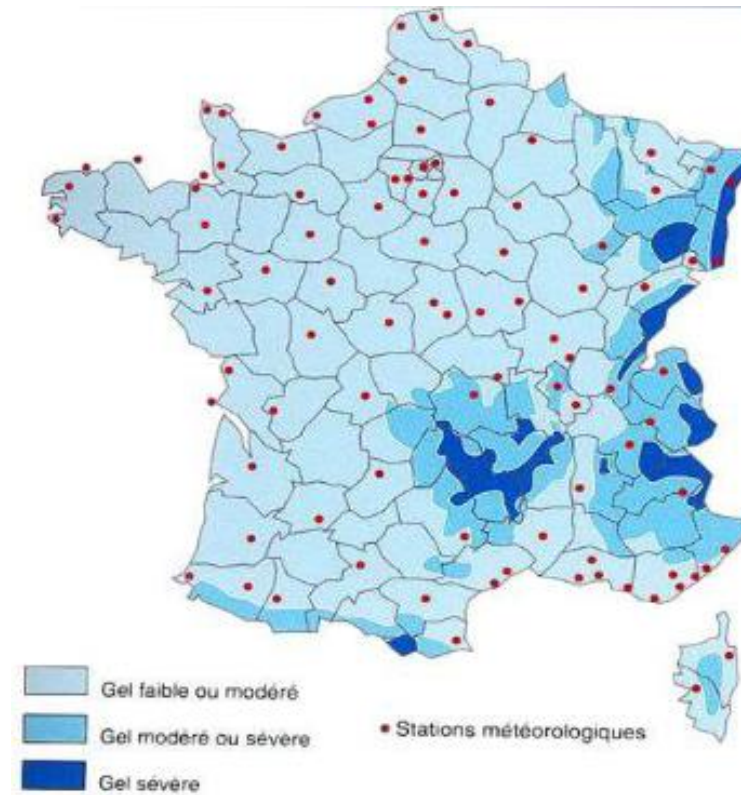 Gel faible ou modéré
Gel modéré ou sévère
• Stations météorologiques
Gel sévère